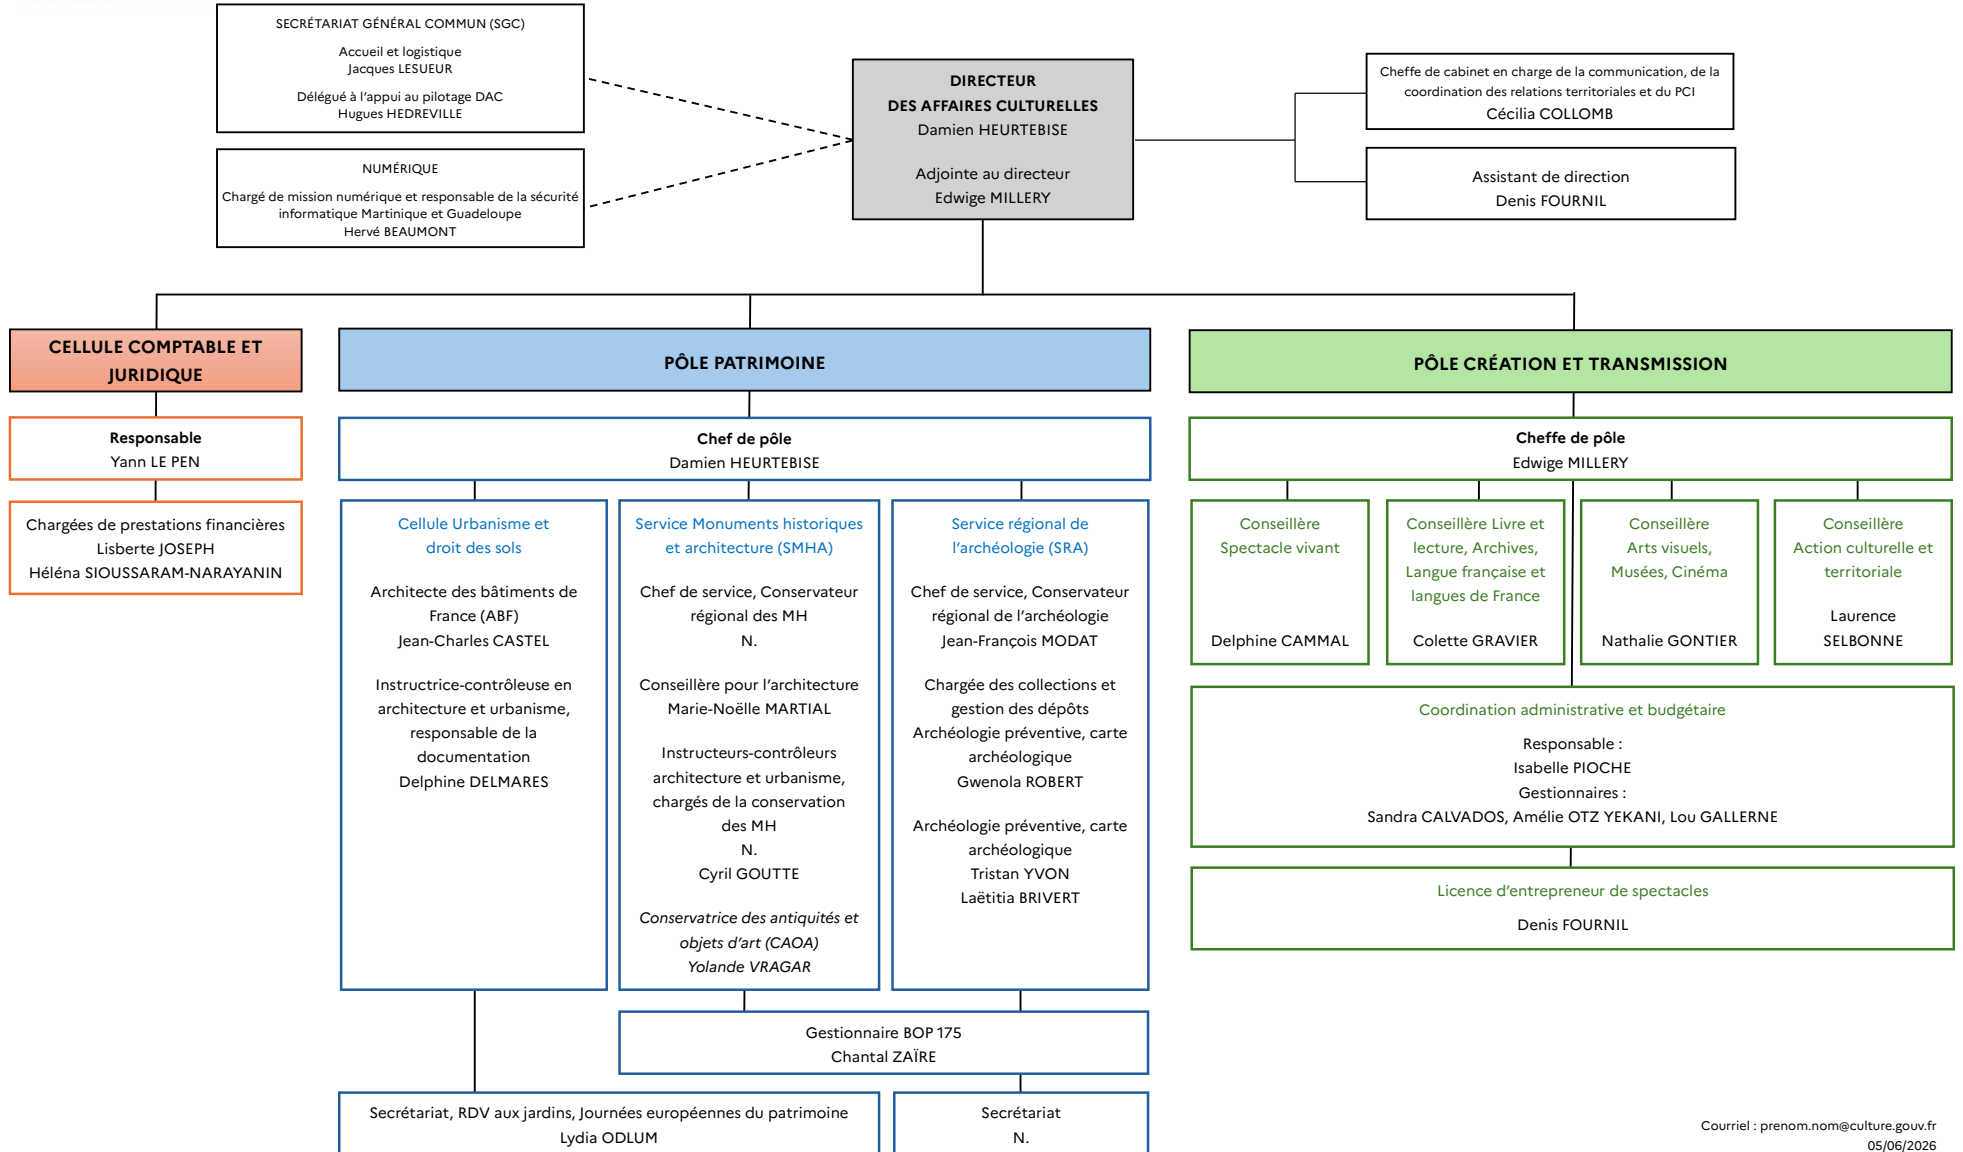 SECRÉTARIAT GÉNÉRAL COMMUN (SGC)
Accueil et logistique
Jacques LESUEUR
Délégué à l'appui au pilotage DAC
Hugues HEDREVILLE
NUMÉRIQUE
Chargé de mission numérique et responsable de la sécurité
informatique Martinique et Guadeloupe
Hervé BEAUMONT
DIRECTEUR
DES AFFAIRES CULTURELLES
Damien HEURTEBISE
Adjointe au directeur
Edwige MILLERY
Cheffe de cabinet en charge de la communication, de la
coordination des relations territoriales et du PCI
Cécilia COLLOMB
Assistant de direction
Denis FOURNIL
CELLULE COMPTABLE ET
JURIDIQUE
Responsable
Yann LE PEN
Chargées de prestations financières
Lisberte JOSEPH
Héléna SIOUSSARAM-NARAYANIN
PÔLE PATRIMOINE
Chef de pôle
Damien HEURTEBISE
Cellule Urbanisme et
droit des sols
Architecte des bâtiments de
France (ABF)
Jean-Charles CASTEL
Instructrice-contrôleuse en
architecture et urbanisme,
responsable de la
documentation
Delphine DELMARES
Service Monuments historiques
et architecture (SMHA)
Chef de service, Conservateur
régional des MH
N.
Conseillère pour l'architecture
Marie-Noëlle MARTIAL
Instructeurs-contrôleurs
architecture et urbanisme,
chargés de la conservation
des MH
N.
Cyril GOUTTE
Conservatrice des antiquités et
objets d'art (CAOA)
Yolande VRAGAR
Service régional de
l'archéologie (SRA)
Chef de service, Conservateur
régional de l'archéologie
Jean-François MODAT
Chargée des collections et
gestion des dépôts
Archéologie préventive, carte
archéologique
Gwenola ROBERT
Archéologie préventive, carte
archéologique
Tristan YVON
Laëtitia BRIVERT
Gestionnaire BOP 175
Chantal ZAÏRE
Secrétariat, RDV aux jardins, Journées européennes du patrimoine
Lydia ODLUM
Secrétariat
N.
PÔLE CRÉATION ET TRANSMISSION
Cheffe de pôle
Edwige MILLERY
Conseillère
Spectacle vivant
Delphine CAMMAL
Conseillère Livre et
lecture, Archives,
Langue française et
langues de France
Colette GRAVIER
Conseillère
Arts visuels,
Musées, Cinéma
Nathalie GONTIER
Conseillère
Action culturelle et
territoriale
Laurence
SELBONNE
Coordination administrative et budgétaire
Responsable :
Isabelle PIOCHE
Gestionnaires :
Sandra CALVADOS, Amélie OTZ YEKANI, Lou GALLERNE
Licence d'entrepreneur de spectacles
Denis FOURNIL
Courriel : prenom.nom@culture.gouv.fr
05/06/2026